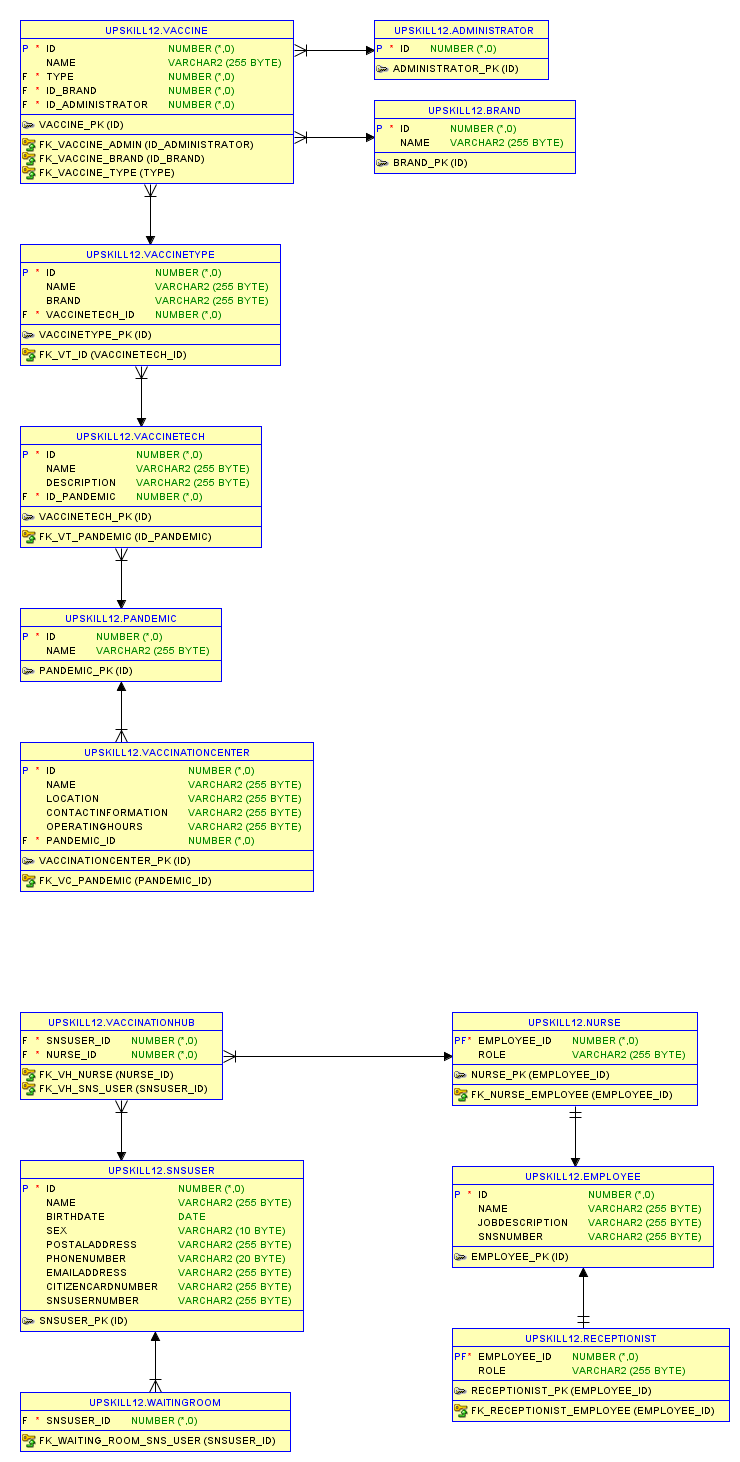 UPSKILL12.VACCINE
P * ID NUMBER (*,0)
NAME VARCHAR2 (255 BYTE)
F * TYPE NUMBER (*,0)
F * ID_BRAND NUMBER (*,0)
F * ID_ADMINISTRATOR NUMBER (*,0)
VACCINE_PK (ID)
FK_VACCINE_ADMIN (ID_ADMINISTRATOR)
FK_VACCINE_BRAND (ID_BRAND)
FK_VACCINE_TYPE (TYPE)
UPSKILL12.ADMINISTRATOR
P * ID NUMBER (*,0)
ADMINISTRATOR_PK (ID)
UPSKILL12.BRAND
P * ID NUMBER (*,0)
NAME VARCHAR2 (255 BYTE)
BRAND_PK (ID)
UPSKILL12.VACCINETYPE
P * ID NUMBER (*,0)
NAME VARCHAR2 (255 BYTE)
BRAND VARCHAR2 (255 BYTE)
F * VACCINETECH_ID NUMBER (*,0)
VACCINETYPE_PK (ID)
FK_VT_ID (VACCINETECH_ID)
UPSKILL12.VACCINETECH
P * ID NUMBER (*,0)
NAME VARCHAR2 (255 BYTE)
DESCRIPTION VARCHAR2 (255 BYTE)
F * ID_PANDEMIC NUMBER (*,0)
VACCINETECH_PK (ID)
FK_VT_PANDEMIC (ID_PANDEMIC)
UPSKILL12.PANDEMIC
P * ID NUMBER (*,0)
NAME VARCHAR2 (255 BYTE)
PANDEMIC_PK (ID)
UPSKILL12.VACCINATIONCENTER
P * ID NUMBER (*,0)
NAME VARCHAR2 (255 BYTE)
LOCATION VARCHAR2 (255 BYTE)
CONTACTINFORMATION VARCHAR2 (255 BYTE)
OPERATINGHOURS VARCHAR2 (255 BYTE)
F * PANDEMIC_ID NUMBER (*,0)
VACCINATIONCENTER_PK (ID)
FK_VC_PANDEMIC (PANDEMIC_ID)
UPSKILL12.VACCINATIONHUB
F * SNSUSER_ID NUMBER (*,0)
F * NURSE_ID NUMBER (*,0)
FK_VH_NURSE (NURSE_ID)
FK_VH_SNS_USER (SNSUSER_ID)
UPSKILL12.NURSE
PF* EMPLOYEE_ID NUMBER (*,0)
ROLE VARCHAR2 (255 BYTE)
NURSE_PK (EMPLOYEE_ID)
FK_NURSE_EMPLOYEE (EMPLOYEE_ID)
UPSKILL12.SNSUSER
P * ID NUMBER (*,0)
NAME VARCHAR2 (255 BYTE)
BIRTHDATE DATE
SEX VARCHAR2 (10 BYTE)
POSTALADDRESS VARCHAR2 (255 BYTE)
PHONENUMBER VARCHAR2 (20 BYTE)
EMAILADDRESS VARCHAR2 (255 BYTE)
CITIZENCARDNUMBER VARCHAR2 (255 BYTE)
SNSUSERNUMBER VARCHAR2 (255 BYTE)
SNSUSER_PK (ID)
UPSKILL12.EMPLOYEE
P * ID NUMBER (*,0)
NAME VARCHAR2 (255 BYTE)
JOBDESCRIPTION VARCHAR2 (255 BYTE)
SNSNUMBER VARCHAR2 (255 BYTE)
EMPLOYEE_PK (ID)
UPSKILL12.RECEPTIONIST
PF* EMPLOYEE_ID NUMBER (*,0)
ROLE VARCHAR2 (255 BYTE)
RECEPTIONIST_PK (EMPLOYEE_ID)
FK_RECEPTIONIST_EMPLOYEE (EMPLOYEE_ID)
UPSKILL12.WAITINGROOM
F * SNSUSER_ID NUMBER (*,0)
FK_WAITING_ROOM_SNS_USER (SNSUSER_ID)